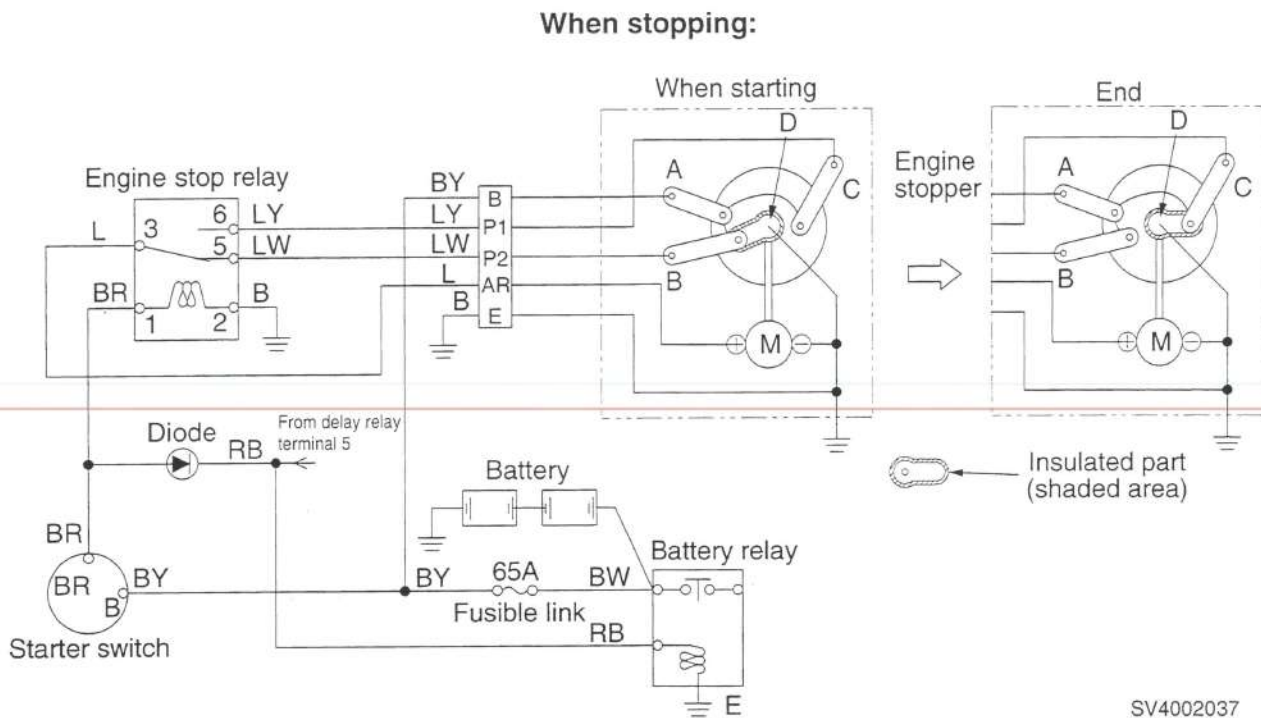 When stopping:
When starting
End
D
D
A
C
Engine stopper
A
C
Engine stop relay
BY
B
6
LY
LY
P1
L
3
5
LW
LW
P2
B
B
L
AR
BR
B
B
E
1
2
M
M
Diode
RB
From delay relay
terminal 5
Battery
Insulated part
(shaded area)
BR
Battery relay
BR
BY
BY
65A
BW
B
Fusible link
Starter switch
RB
E
SV4002037